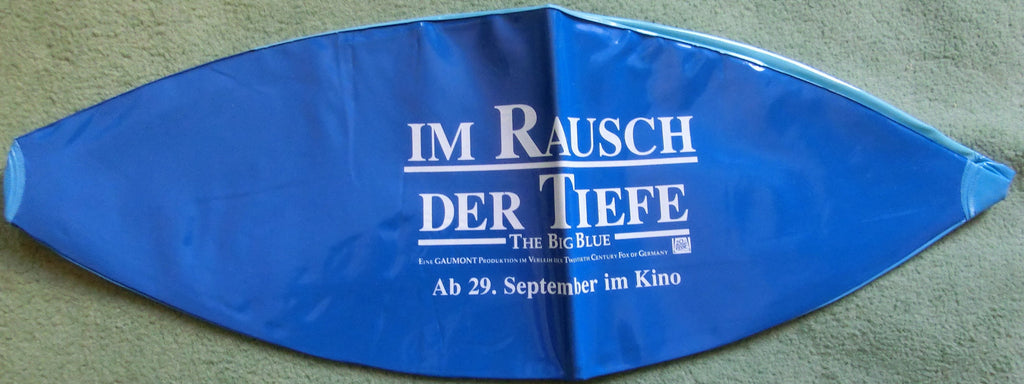 IM RAUSCH
DER TIEFE
THE BIG BLUE
EINE GAUMONT PRODUKTION IM VERLEIH DER TWENTIETH CENTURY FOX OF GERMANY
Ab 29. September im Kino